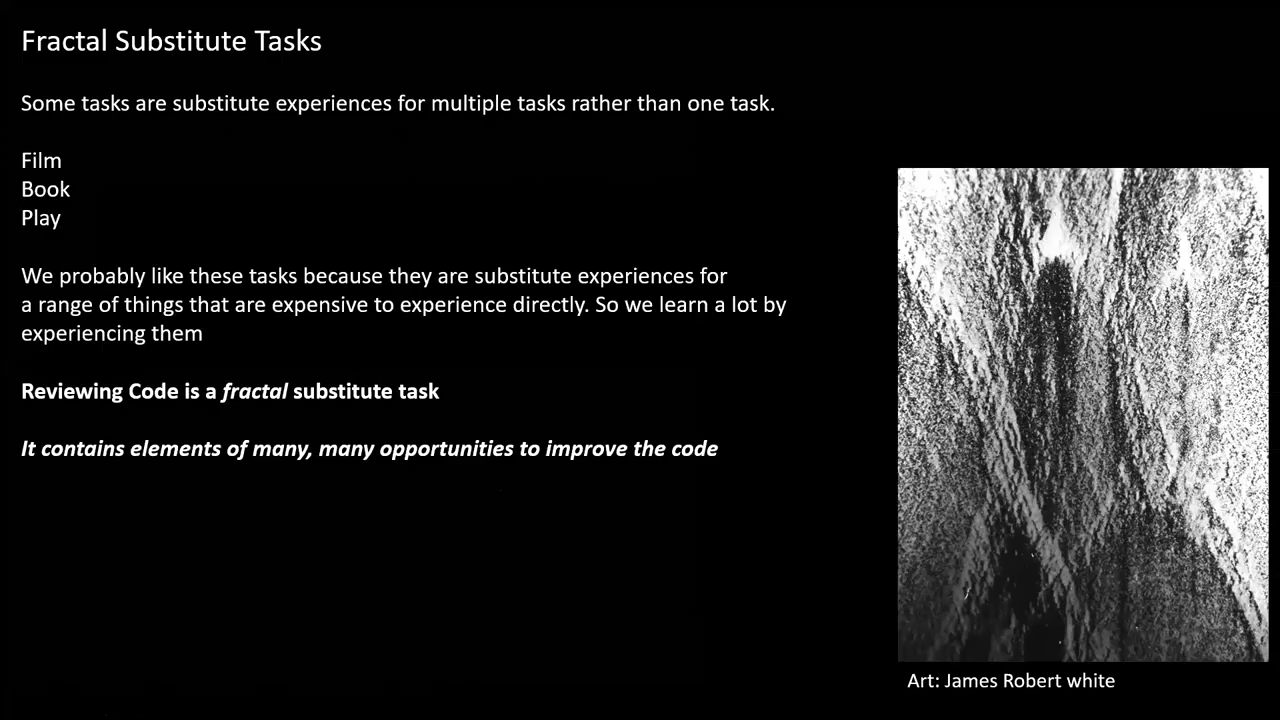 Fractal Substitute Tasks
Some tasks are substitute experiences for multiple tasks rather than one task.
Film
Book
Play
We probably like these tasks because they are substitute experiences for
a range of things that are expensive to experience directly. So we learn a lot by
experiencing them
Reviewing Code is a fractal substitute task
It contains elements of many, many opportunities to improve the code
Art: James Robert white